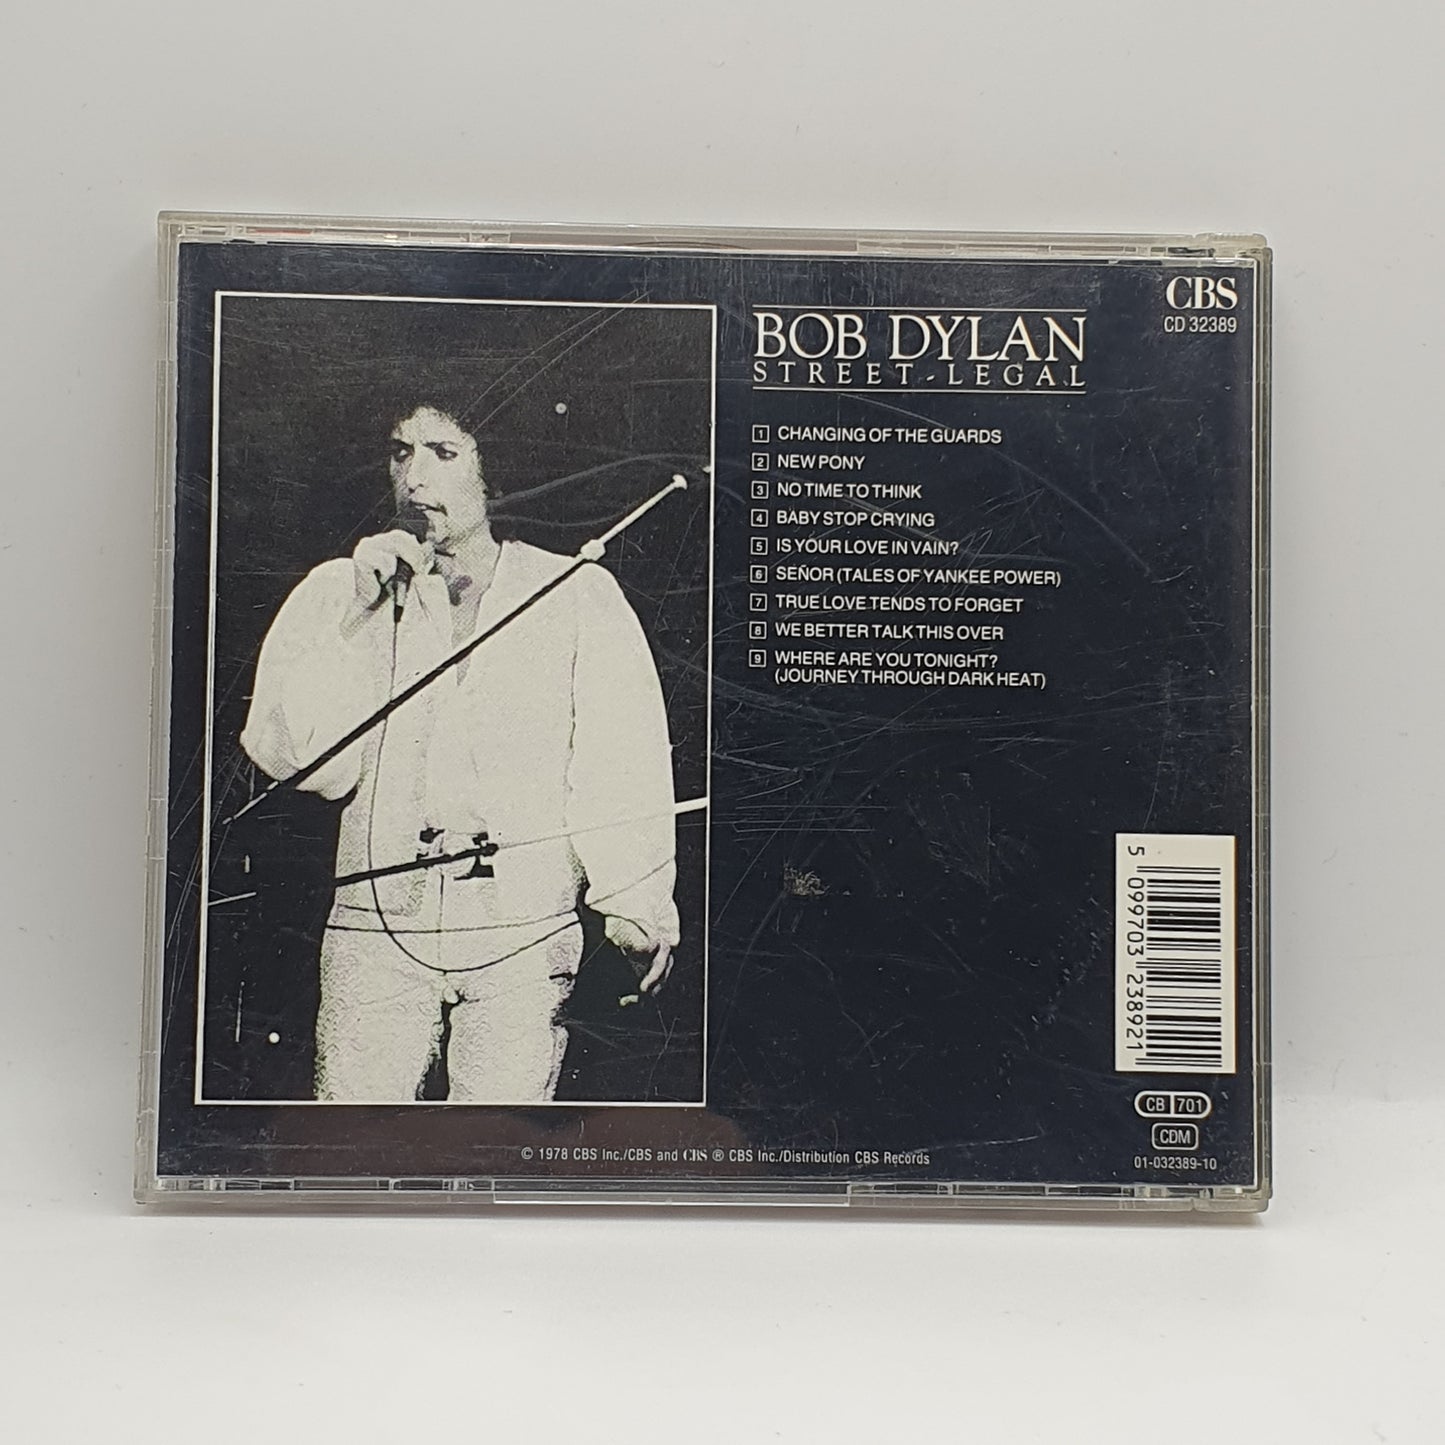 CBS
CD 32389
BOB DYLAN
STREET-LEGAL
1 CHANGING OF THE GUARDS
2 NEW PONY
3 NO TIME TO THINK
4 BABY STOP CRYING
5 IS YOUR LOVE IN VAIN?
6 SEÑOR (TALES OF YANKEE POWER)
7 TRUE LOVE TENDS TO FORGET
8 WE BETTER TALK THIS OVER
9 WHERE ARE YOU TONIGHT?
(JOURNEY THROUGH DARK HEAT)
5 099703 238921
CB 701
CDM
01-032389-10
© 1978 CBS Inc./CBS and CBS ® CBS Inc./Distribution CBS Records